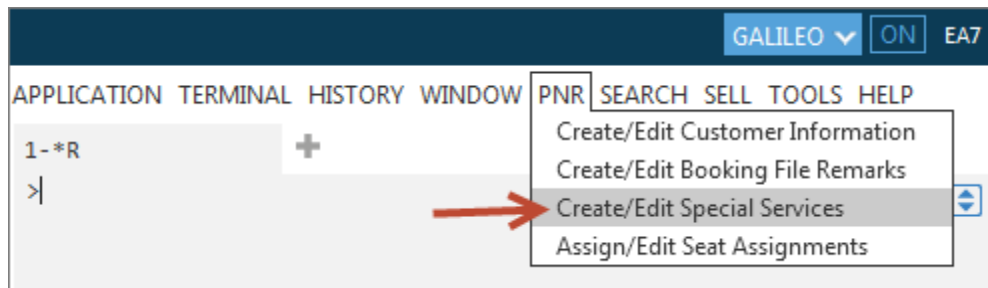 GALILEO ON EA7
APPLICATION TERMINAL HISTORY WINDOW PNR SEARCH SELL TOOLS HELP
1-*R
>
Create/Edit Customer Information
Create/Edit Booking File Remarks
Create/Edit Special Services
Assign/Edit Seat Assignments